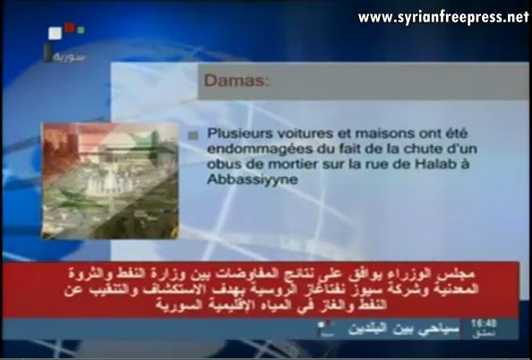 www.syrianfreepress.net
سورية
Damas:
Plusieurs voitures et maisons ont été
endommagées du fait de la chute d'un
obus de mortier sur la rue de Halab à
Abbassiyyne
مجلس الوزراء يوافق على نتائج المفاوضات بين وزارة النفط والثروة
المعدنية وشركة سيوز نفتاغاز الروسية بهدف الاستكشاف والتنقيب عن
النفط والغاز في المياه الإقليمية السورية
سياحي بين البلدين
16:48
دمشق